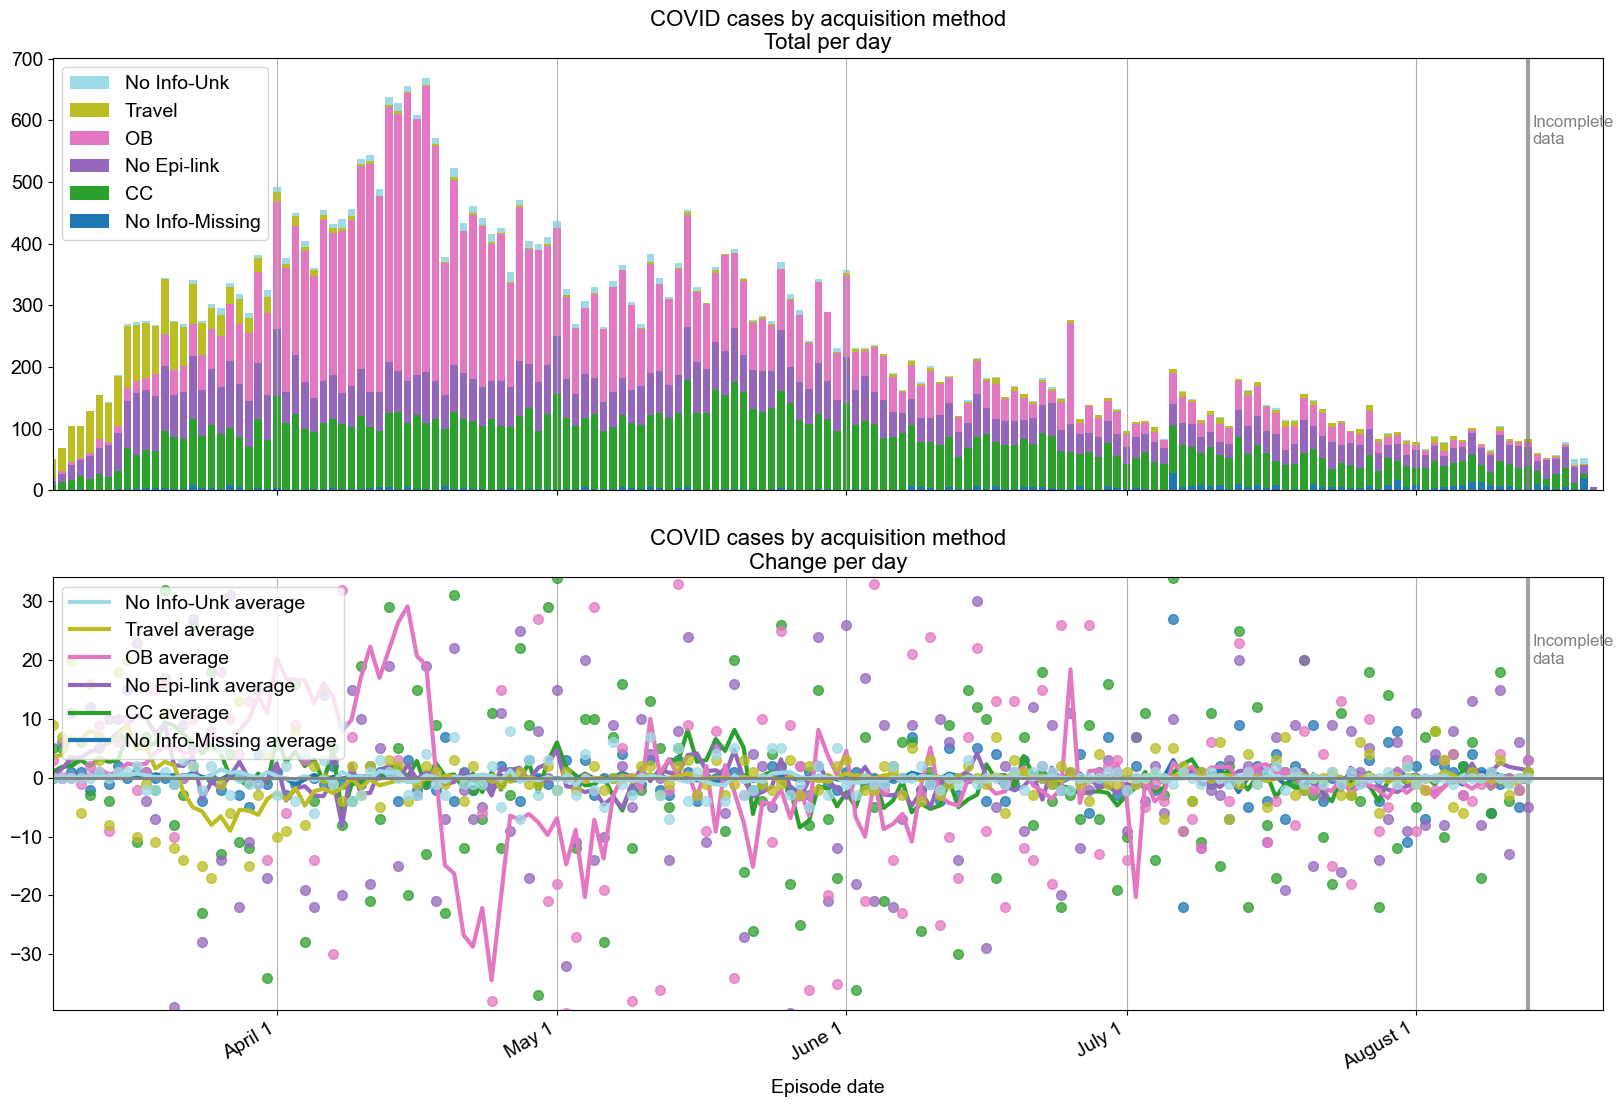 COVID cases by acquisition method
Total per day
700
600
500
400
300
200
100
0
No Info-Unk
Travel
OB
No Epi-link
CC
No Info-Missing
Incomplete
data
COVID cases by acquisition method
Change per day
30
20
10
0
−10
−20
−30
No Info-Unk average
Travel average
OB average
No Epi-link average
CC average
No Info-Missing average
Incomplete
data
April 1
May 1
June 1
July 1
August 1
Episode date